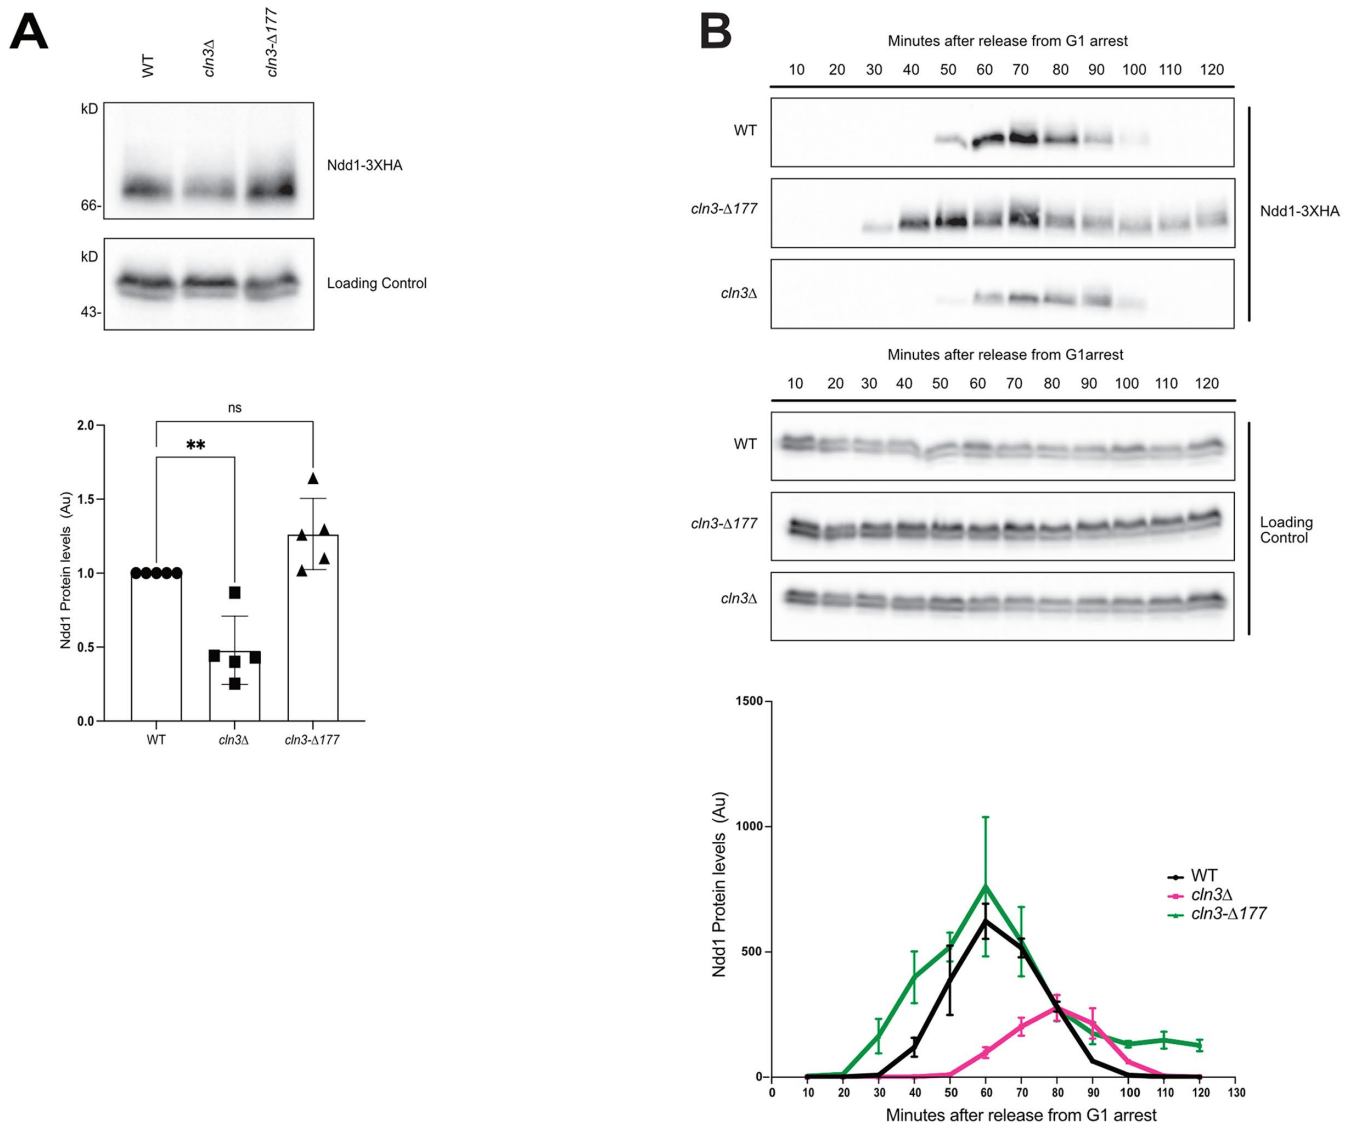 A
WT
cln3Δ
cln3-Δ177
kD
66-
Ndd1-3XHA
kD
43-
Loading Control
ns
**
2.0
1.5
1.0
0.5
0.0
Ndd1 Protein levels (Au)
WT
cln3Δ
cln3-Δ177
B
Minutes after release from G1 arrest
10 20 30 40 50 60 70 80 90 100 110 120
WT
cln3-Δ177
cln3Δ
Ndd1-3XHA
Minutes after release from G1arrest
10 20 30 40 50 60 70 80 90 100 110 120
WT
cln3-Δ177
cln3Δ
Loading
Control
1500
1000
500
0
Ndd1 Protein levels (Au)
WT
cln3Δ
cln3-Δ177
0 10 20 30 40 50 60 70 80 90 100 110 120 130
Minutes after release from G1 arrest